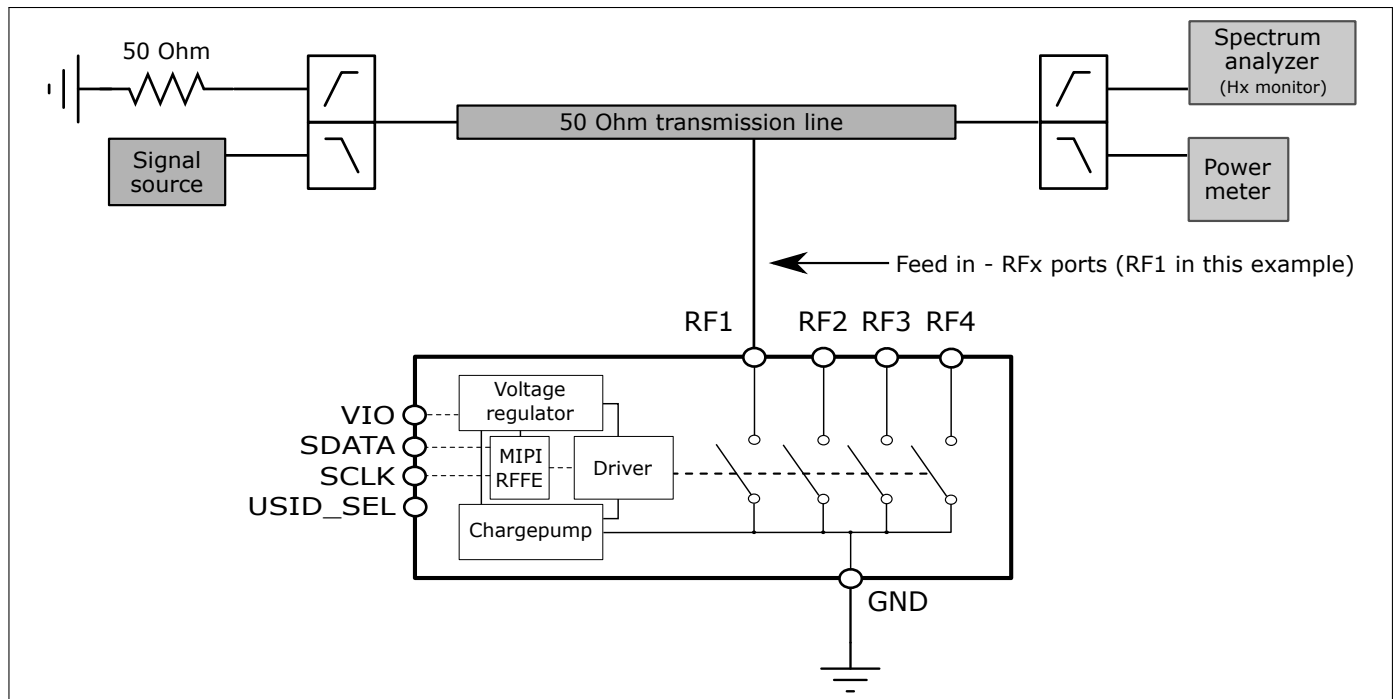 50 Ohm
Signal
source
50 Ohm transmission line
Spectrum
analyzer
(Hx monitor)
Power
meter
Feed in - RFx ports (RF1 in this example)
RF1
RF2
RF3
RF4
VIO
SDATA
SCLK
USID_SEL
Voltage
regulator
MIPI
RFFE
Driver
Chargepump
GND